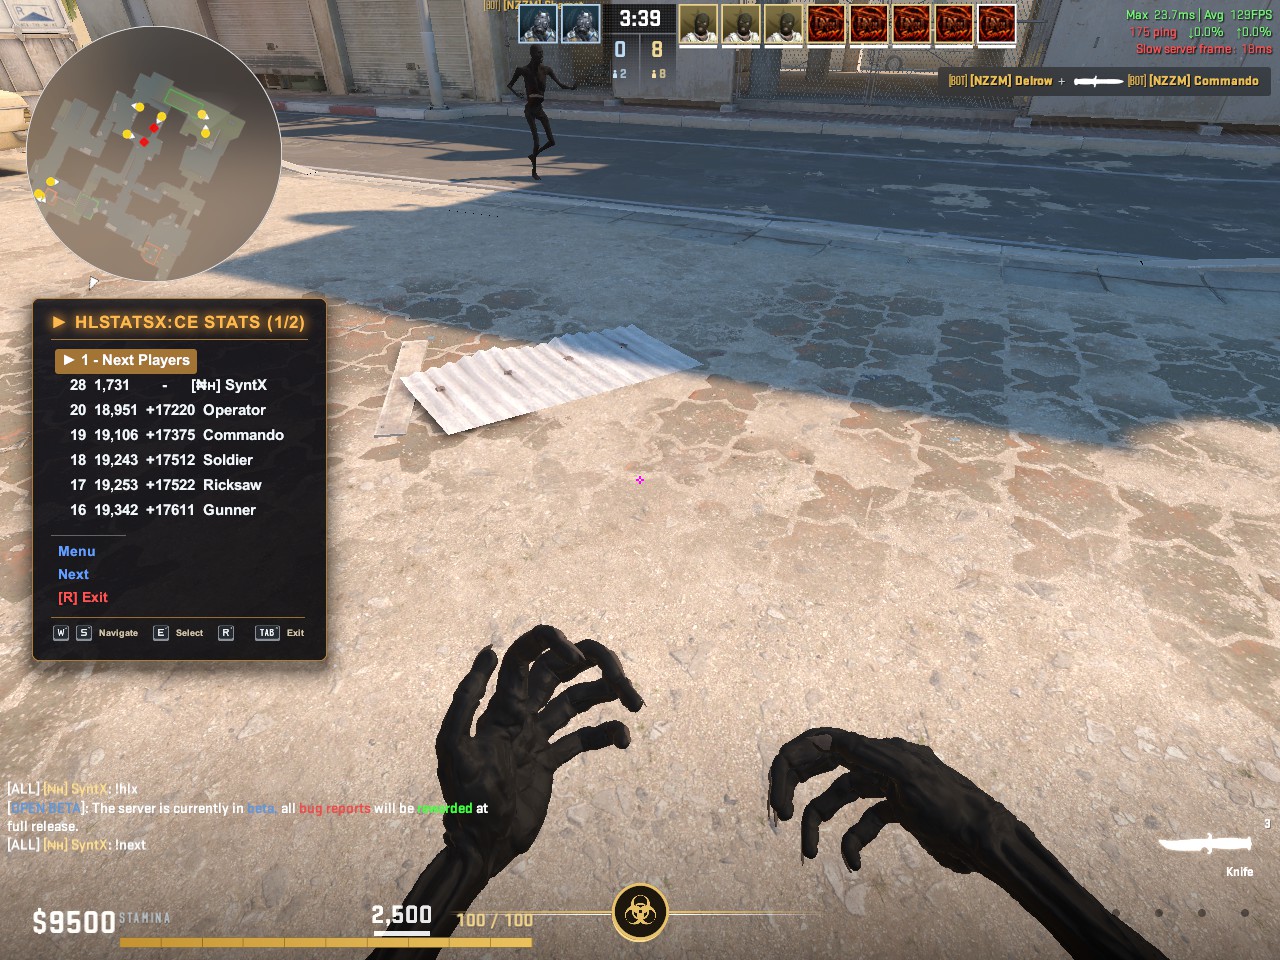 3:39
0 8
2 8
Max 23.7ms | Avg 129FPS
175 ping ↓0.0% ↑0.0%
Slow server frame: 19ms
[BOT] [NZZM] Delrow + [BOT] [NZZM] Commando
▶ HLSTATSX:CE STATS (1/2)
▶ 1 - Next Players
28 1,731 - [₦ʜ] SyntX
20 18,951 +17220 Operator
19 19,106 +17375 Commando
18 19,243 +17512 Soldier
17 19,253 +17522 Ricksaw
16 19,342 +17611 Gunner
Menu
Next
[R] Exit
W S Navigate E Select R TAB Exit
[ALL] [Nʜ] SyntX: !hlx
[OPEN BETA]: The server is currently in beta, all bug reports will be rewarded at
full release.
[ALL] [Nʜ] SyntX: !next
3
Knife
$9500 STAMINA 2,500 100 / 100